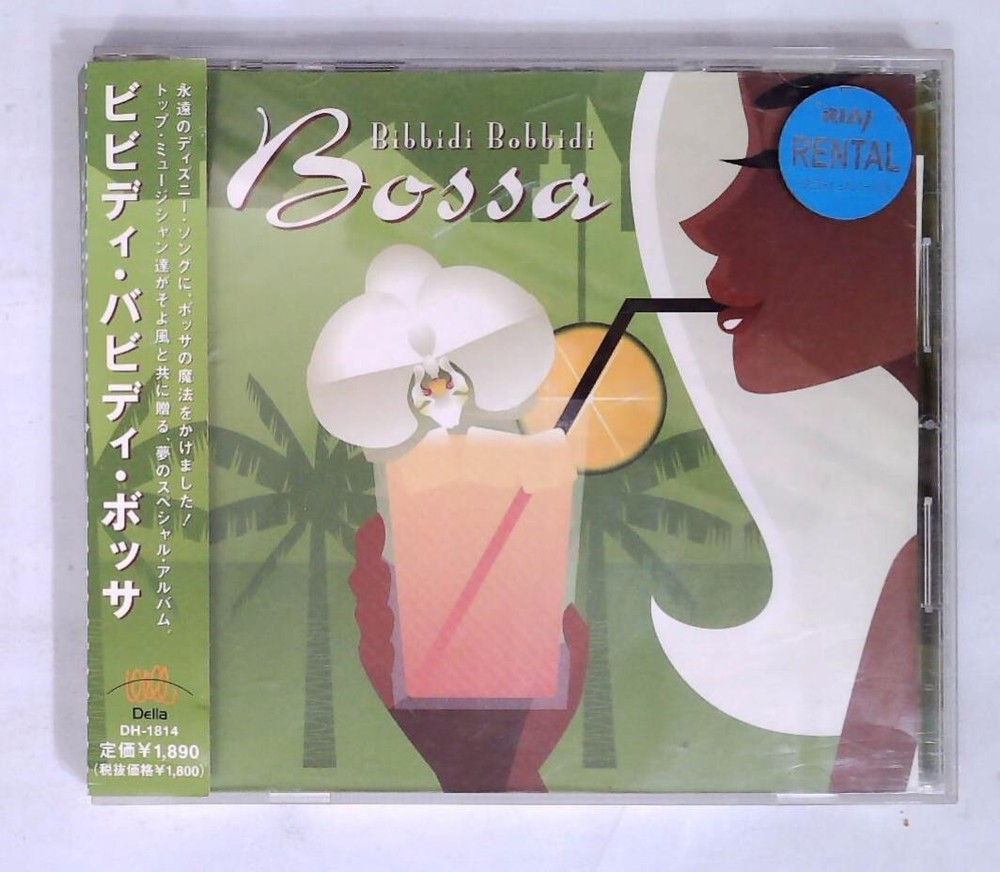 ビビディ・バビディ・ボッサ
永遠のディズニー・ソングに、ボッサの魔法をかけました!
トップ・ミュージシャン達がそよ風と共に贈る、夢のスペシャル・アルバム。
Della
DH-1814
定価¥1,890
(税抜価格¥1,800)
Bibbidi Bobbidi
Bossa
RIAJ
RENTAL